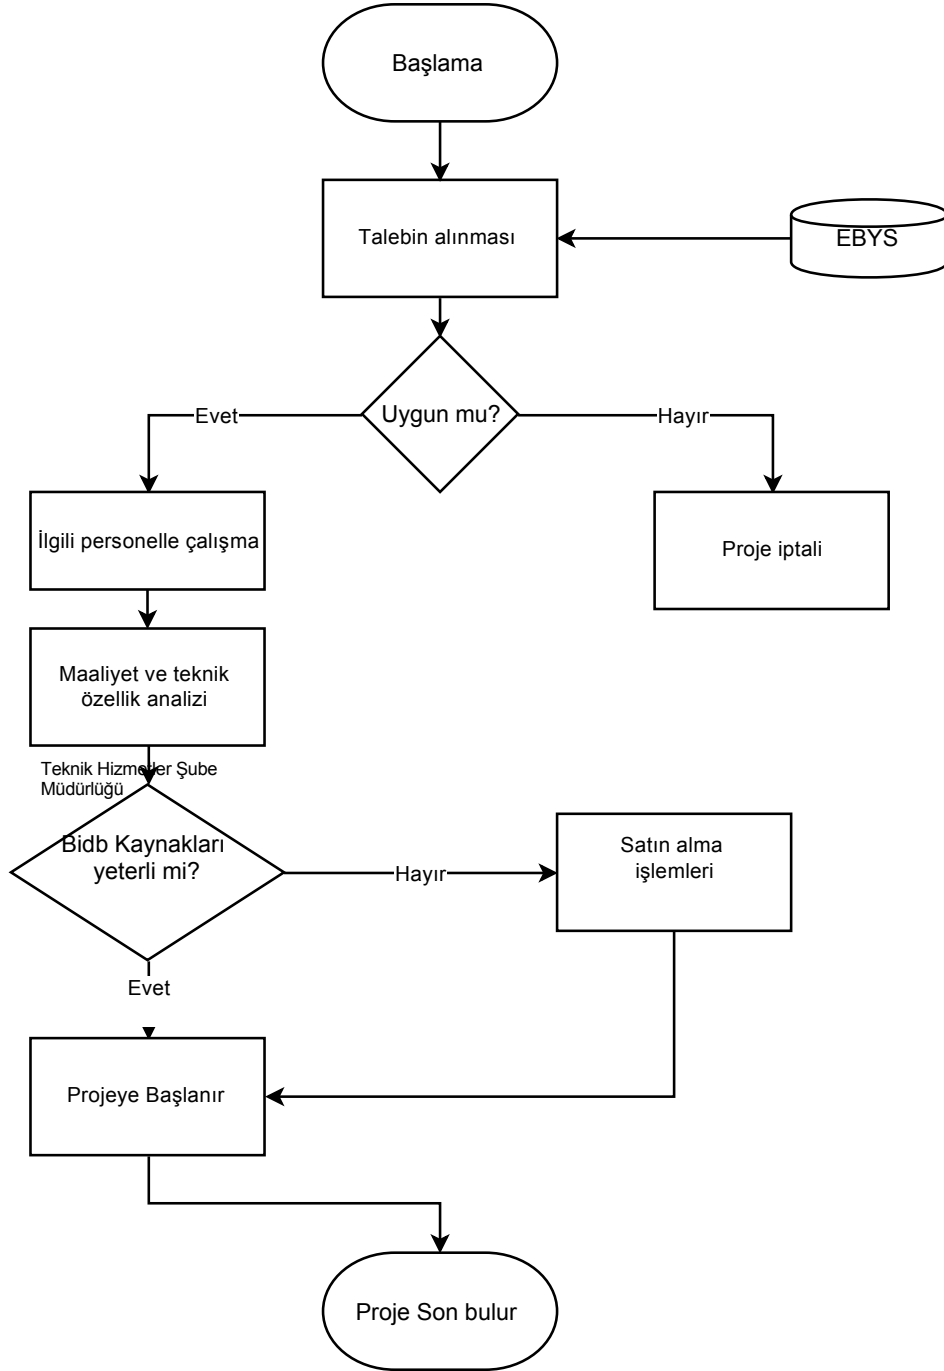 Başlama
Talebin alınması
EBYS
Uygun mu?
Evet
Hayır
İlgili personelle çalışma
Proje iptali
Maaliyet ve teknik
özellik analizi
Teknik Hizmetler Şube
Müdürlüğü
Bidb Kaynakları
yeterli mi?
Hayır
Satın alma
işlemleri
Evet
Projeye Başlanır
Proje Son bulur